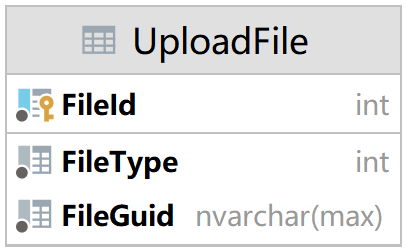 UploadFile
FileId int
FileType int
FileGuid nvarchar(max)